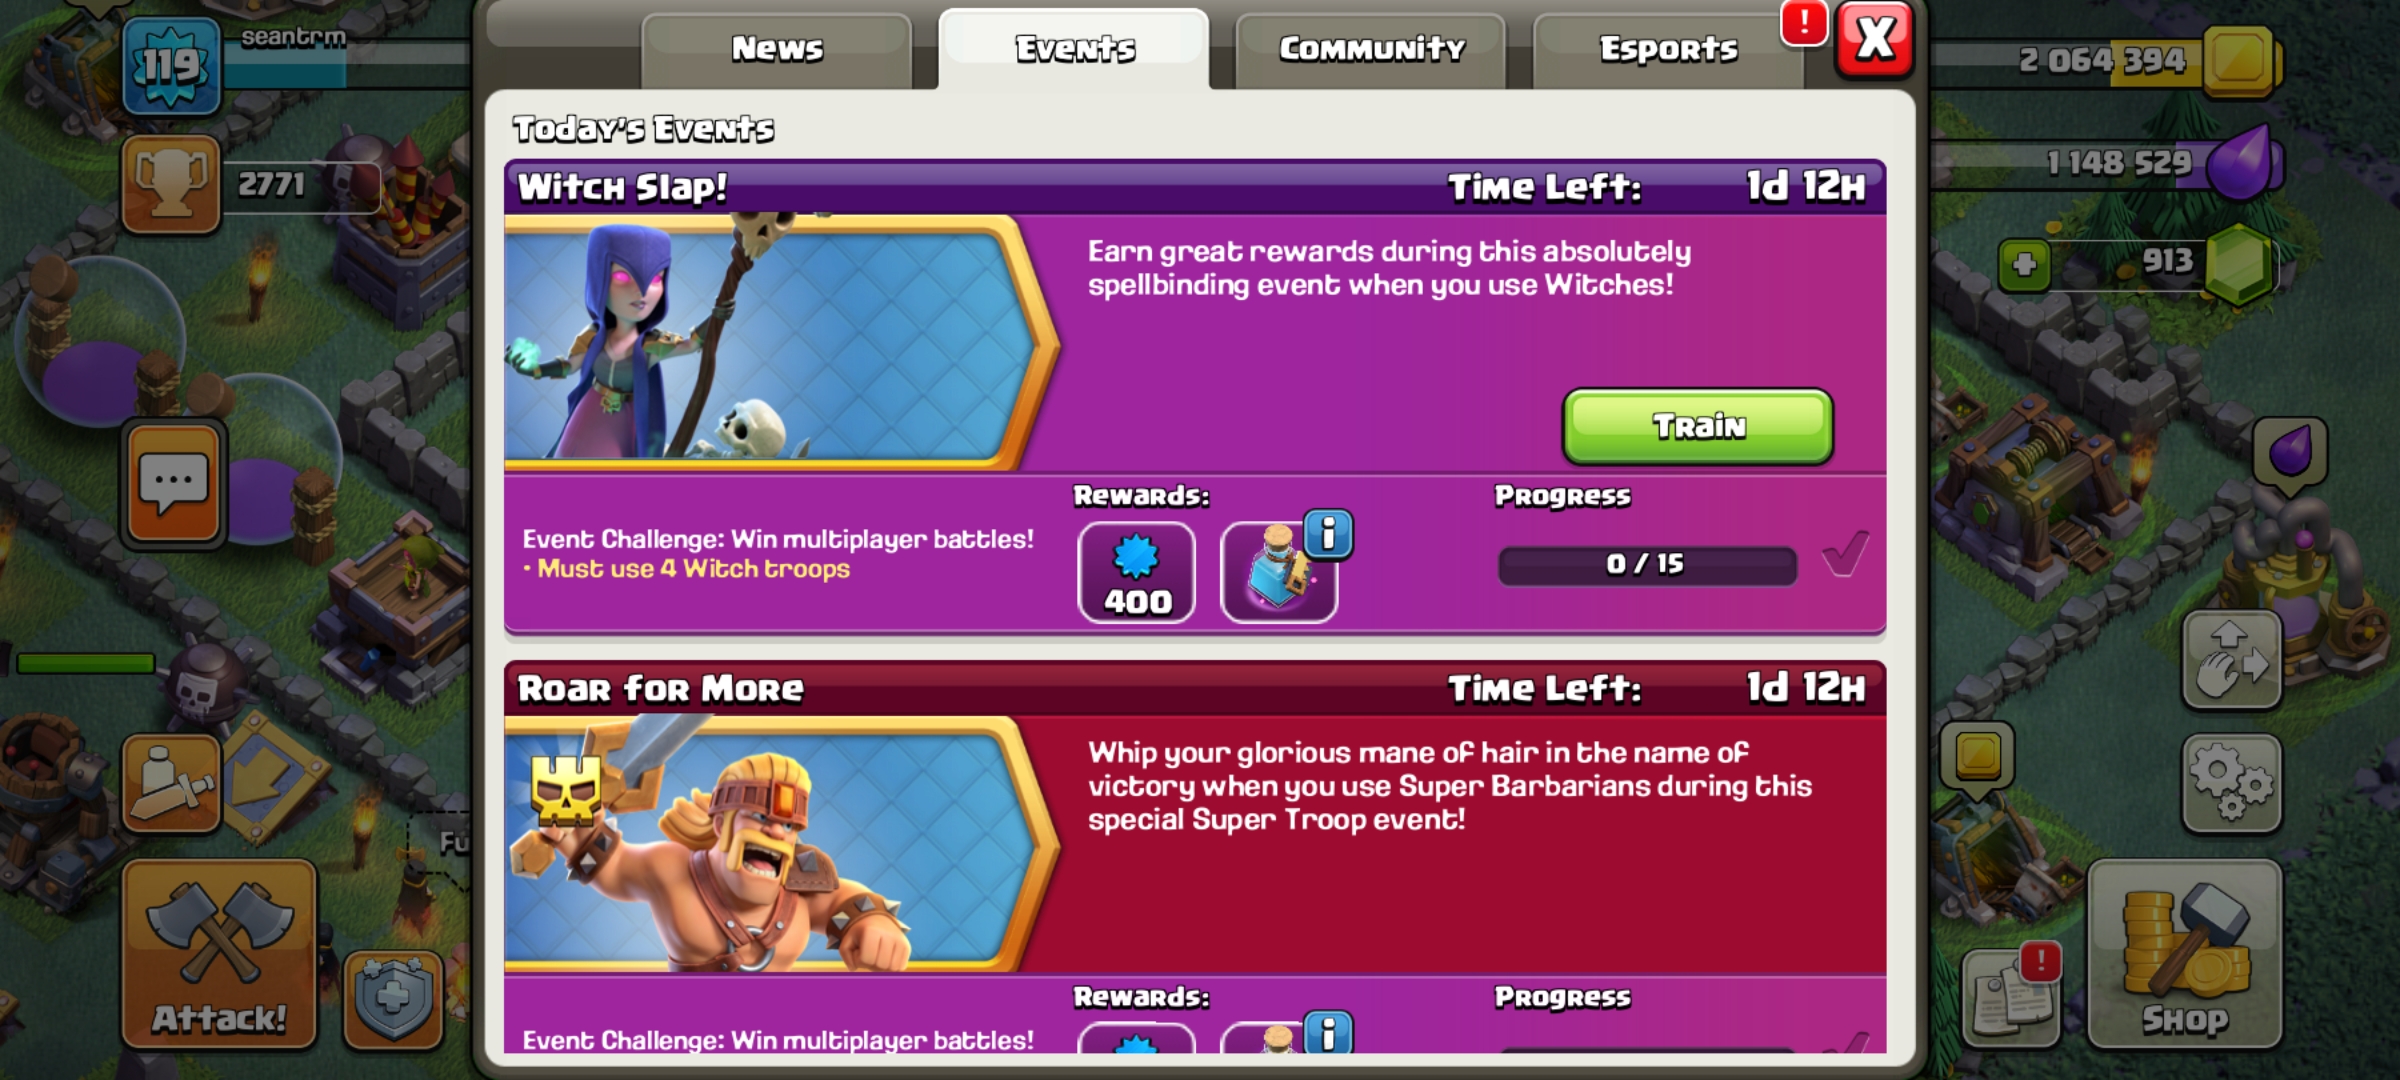 119
seantrm
2771
News
Events
Community
Esports
!
X
2 064 394
1 148 529
913
Today's Events
Witch Slap!
Time Left: 1d 12H
Earn great rewards during this absolutely
spellbinding event when you use Witches!
Train
Rewards:
Progress
Event Challenge: Win multiplayer battles!
• Must use 4 Witch troops
400
i
0 / 15
Roar for More
Time Left: 1d 12H
Whip your glorious mane of hair in the name of
victory when you use Super Barbarians during this
special Super Troop event!
Rewards:
Progress
Event Challenge: Win multiplayer battles!
i
Attack!
!
Shop